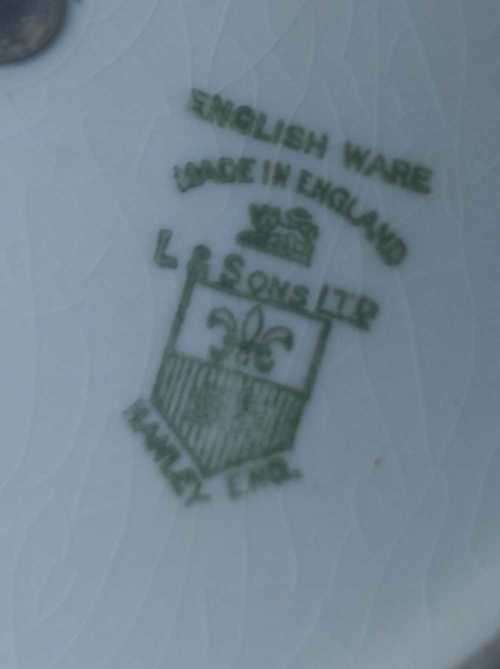 ENGLISH WARE
MADE IN ENGLAND
L & SONS LTD
HANLEY ENG.